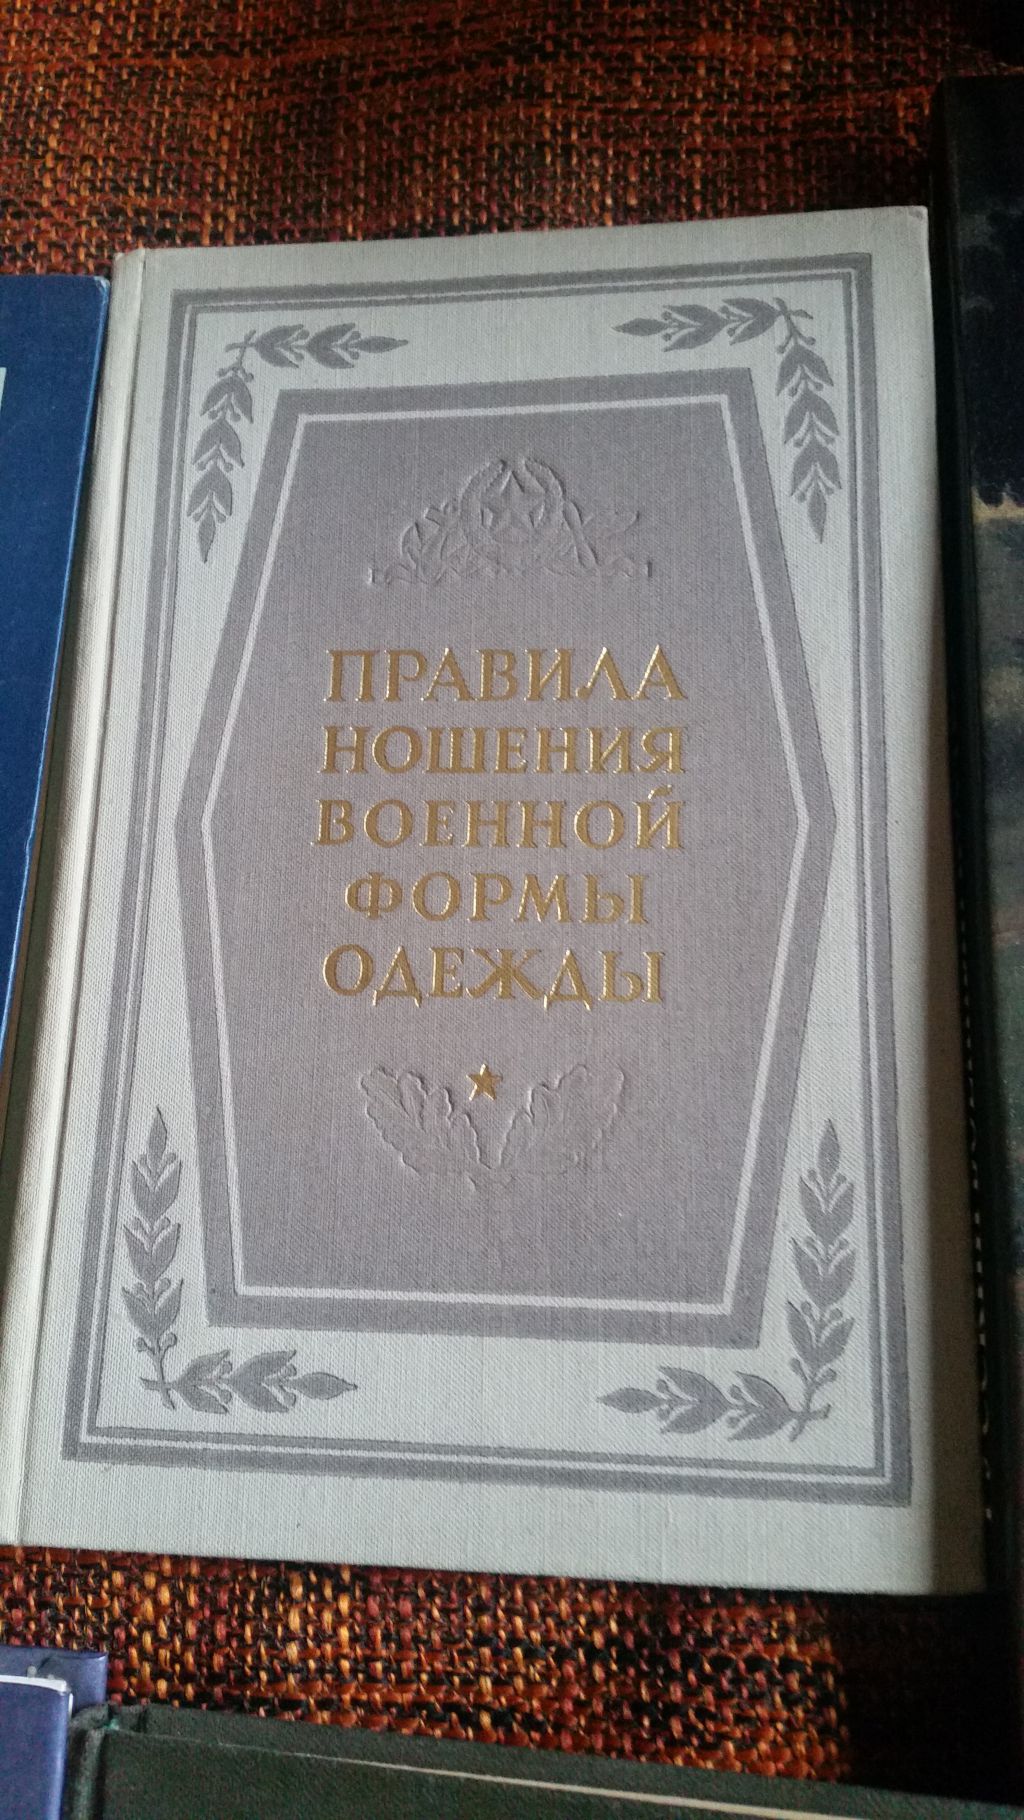 ПРАВИЛА
НОШЕНИЯ
ВОЕННОЙ
ФОРМЫ
ОДЕЖДЫ